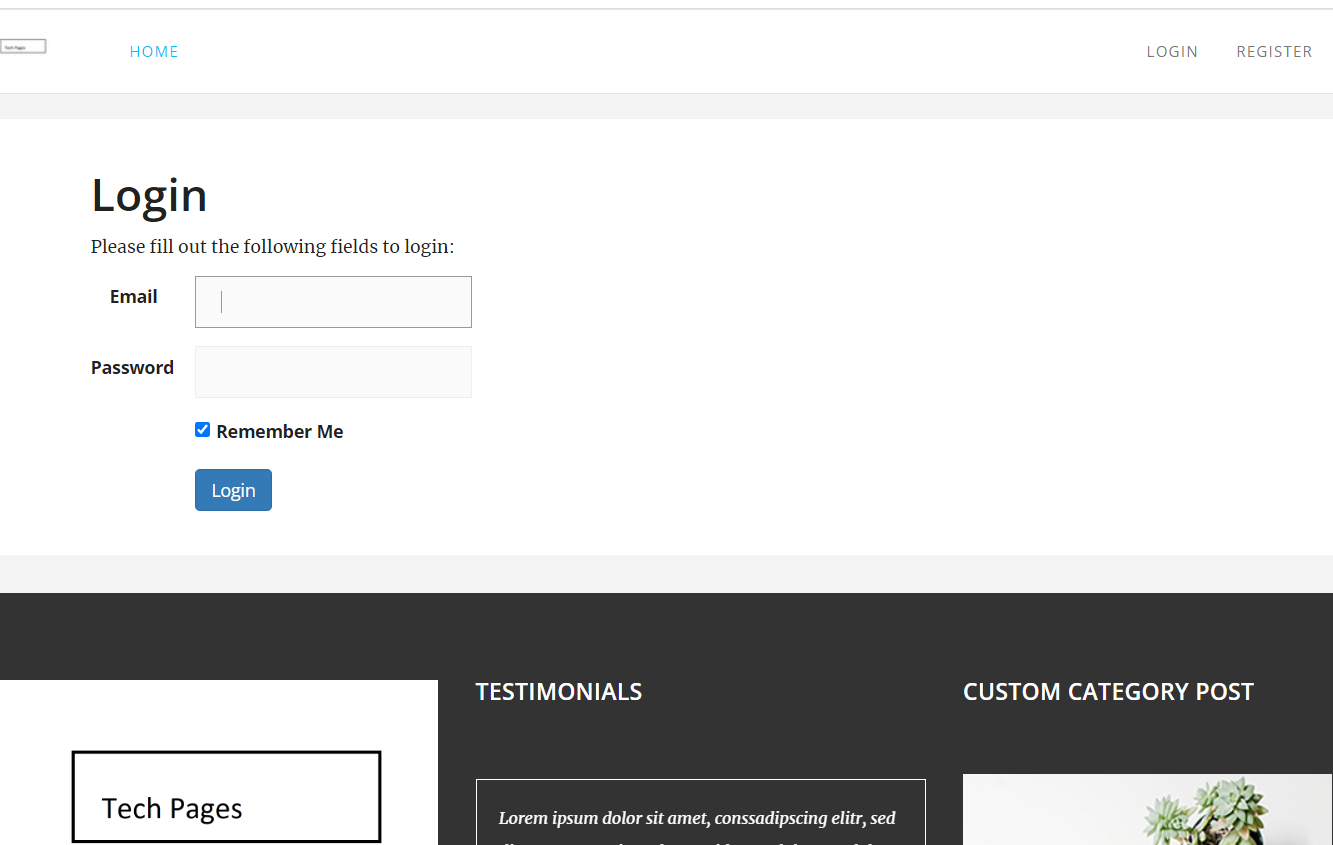 Tech Pages
HOME
LOGIN
REGISTER
Login
Please fill out the following fields to login:
Email
Password
Remember Me
Login
Tech Pages
TESTIMONIALS
Lorem ipsum dolor sit amet, conssadipscing elitr, sed
CUSTOM CATEGORY POST